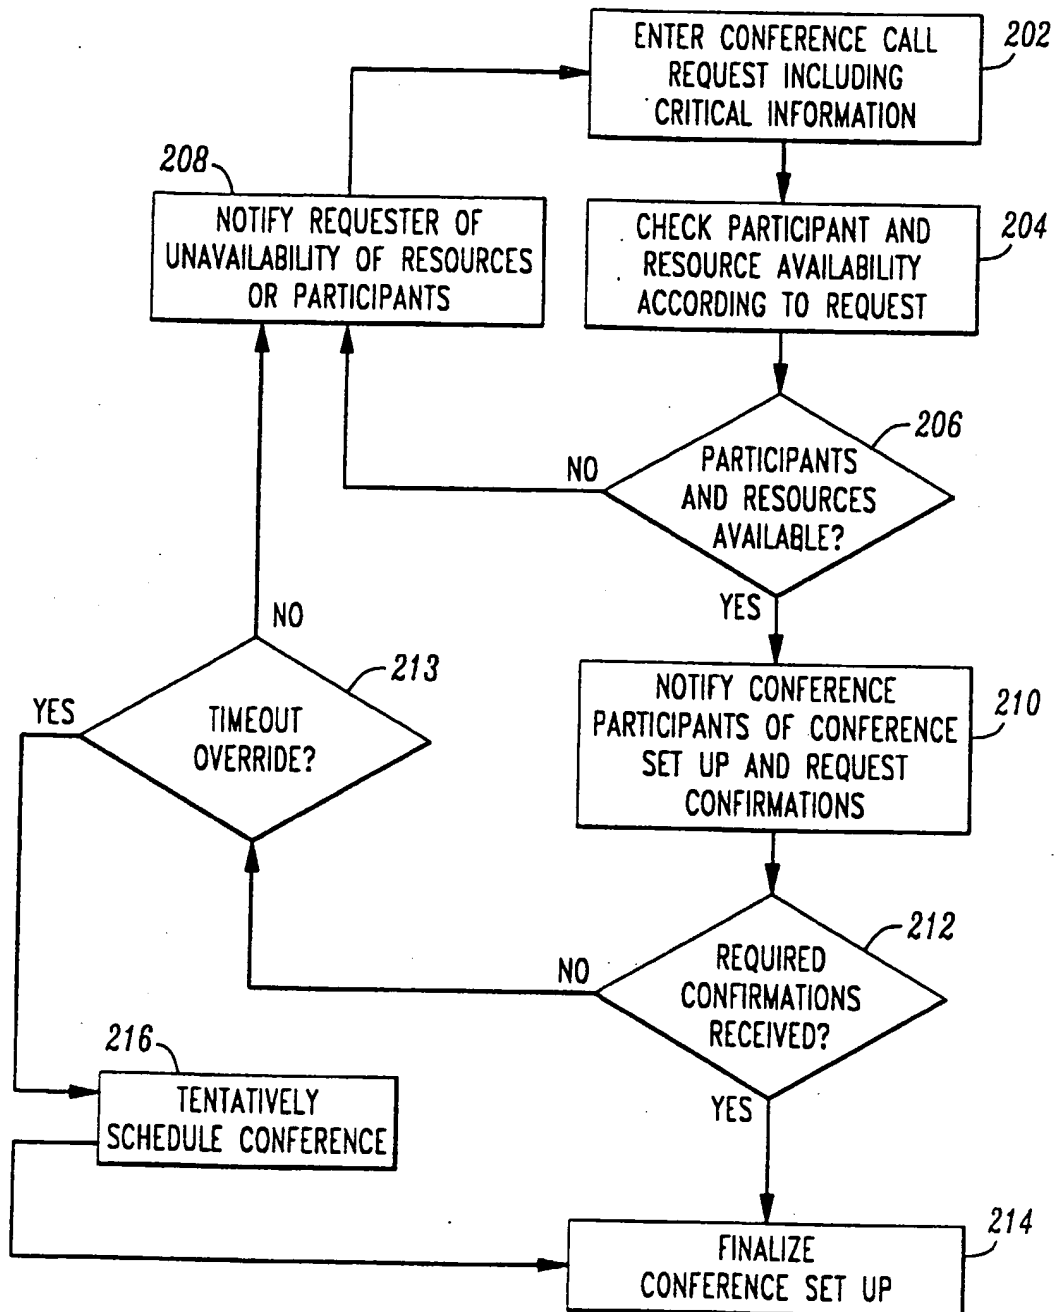 ENTER CONFERENCE CALL
REQUEST INCLUDING
CRITICAL INFORMATION
202
208
NOTIFY REQUESTER OF
UNAVAILABILITY OF RESOURCES
OR PARTICIPANTS
CHECK PARTICIPANT AND
RESOURCE AVAILABILITY
ACCORDING TO REQUEST
204
206
PARTICIPANTS
AND RESOURCES
AVAILABLE?
NO
YES
NOTIFY CONFERENCE
PARTICIPANTS OF CONFERENCE
SET UP AND REQUEST
CONFIRMATIONS
210
NO
213
YES
TIMEOUT
OVERRIDE?
212
REQUIRED
CONFIRMATIONS
RECEIVED?
NO
YES
216
TENTATIVELY
SCHEDULE CONFERENCE
214
FINALIZE
CONFERENCE SET UP